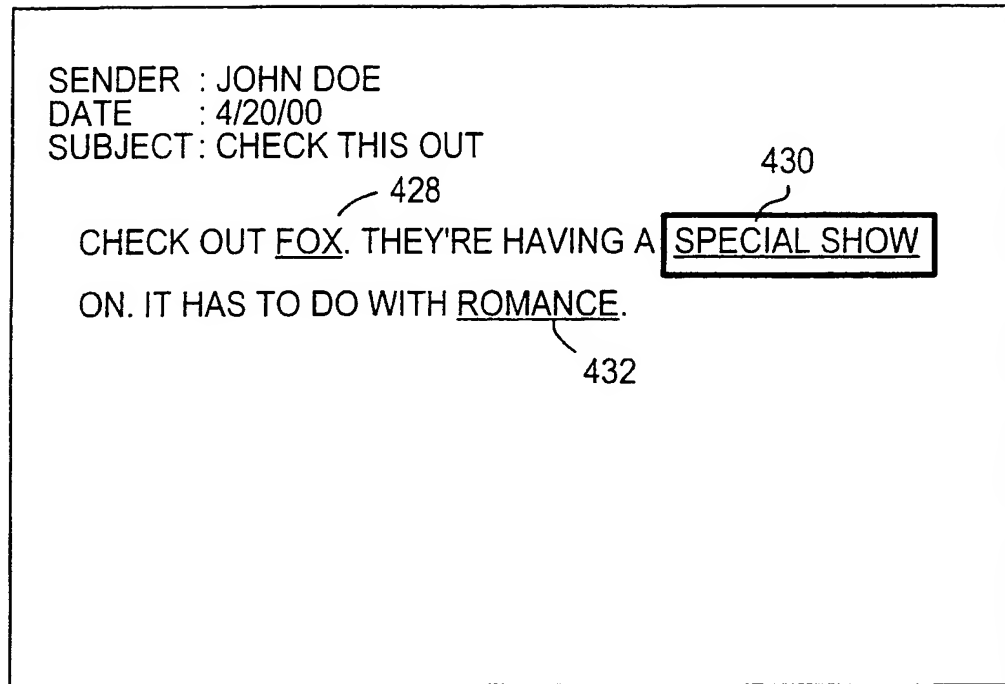 SENDER : JOHN DOE
DATE : 4/20/00
SUBJECT : CHECK THIS OUT
430
428
CHECK OUT FOX. THEY'RE HAVING A SPECIAL SHOW
ON. IT HAS TO DO WITH ROMANCE.
432